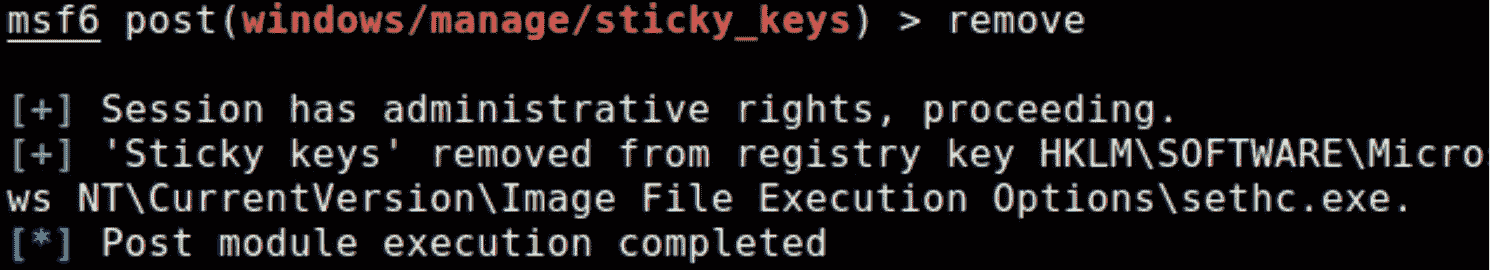 msf6 post(windows/manage/sticky_keys) > remove
[+] Session has administrative rights, proceeding.
[+] 'Sticky keys' removed from registry key HKLM\SOFTWARE\Micro
ws NT\CurrentVersion\Image File Execution Options\sethc.exe.
[*] Post module execution completed